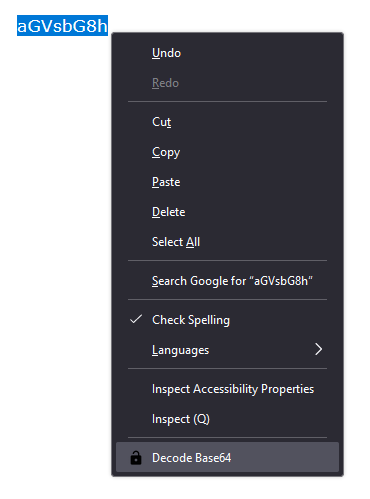 aGVsbG8h
Undo
Redo
Cut
Copy
Paste
Delete
Select All
Search Google for “aGVsbG8h”
Check Spelling
Languages
Inspect Accessibility Properties
Inspect (Q)
Decode Base64